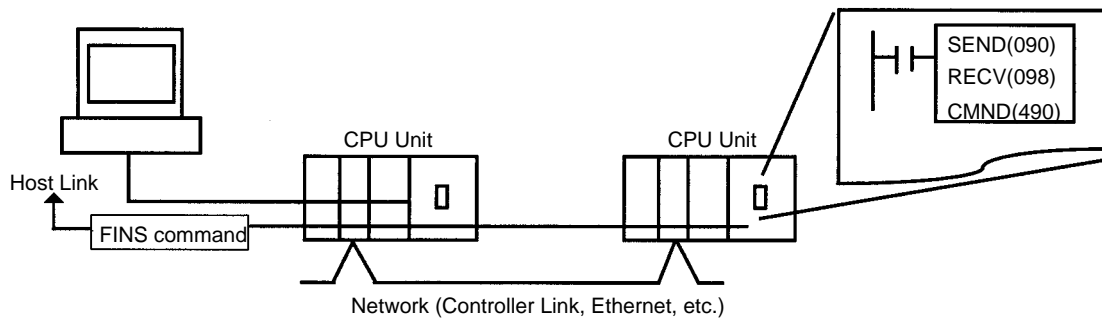 SEND(090)
RECV(098)
CMND(490)
CPU Unit
CPU Unit
Host Link
FINS command
Network (Controller Link, Ethernet, etc.)